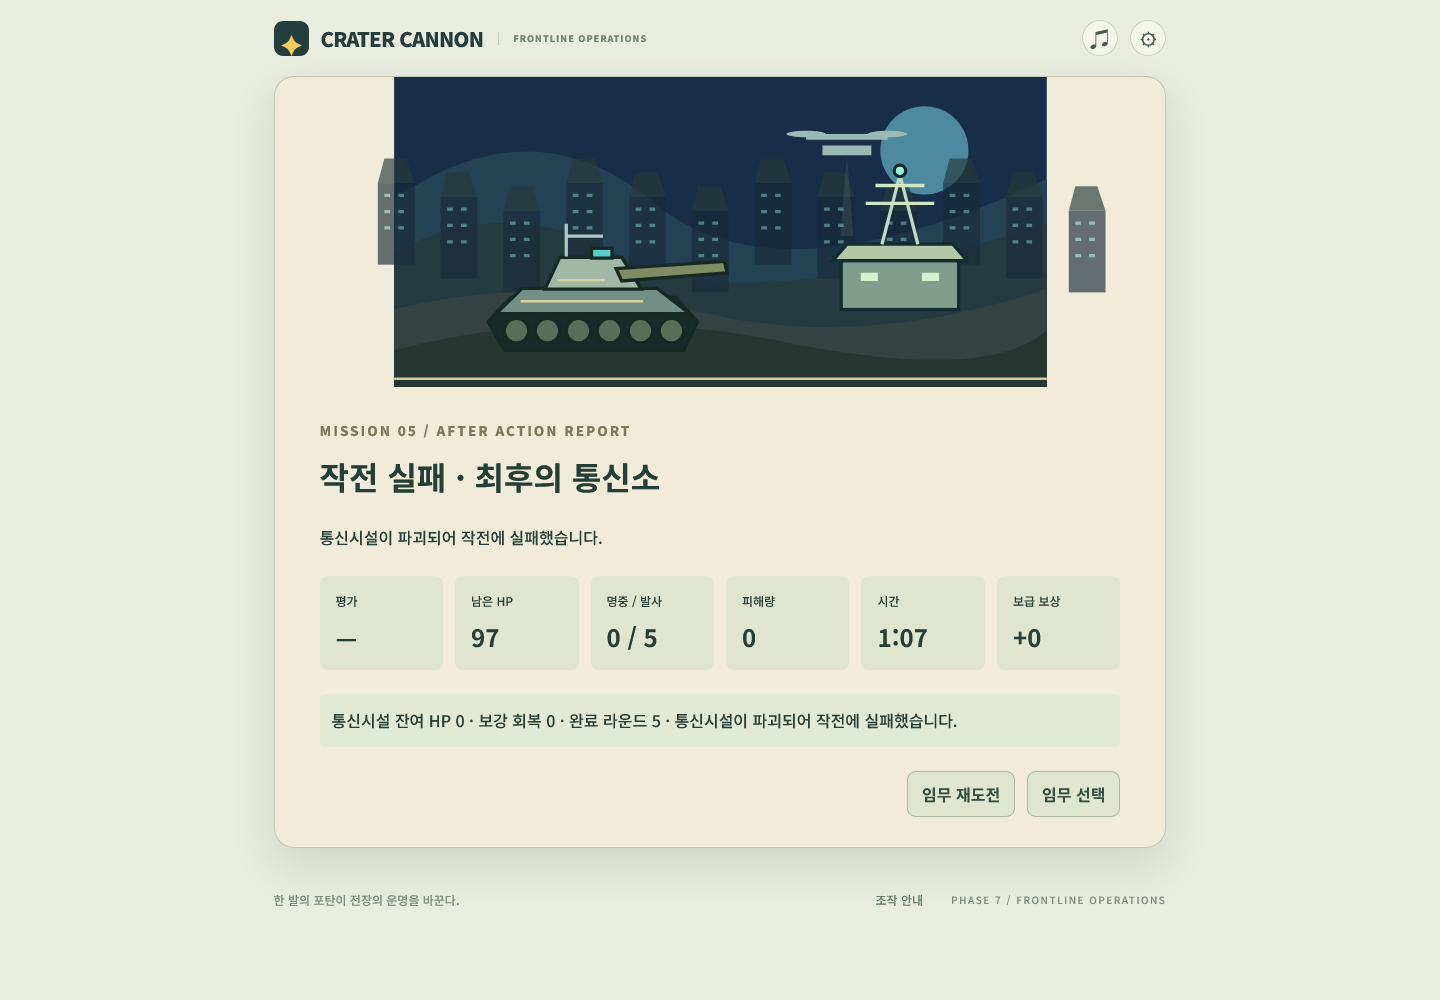 CRATER CANNON
FRONTLINE OPERATIONS
MISSION 05 / AFTER ACTION REPORT
작전 실패 · 최후의 통신소
통신시설이 파괴되어 작전에 실패했습니다.
평가
—
남은 HP
97
명중 / 발사
0 / 5
피해량
0
시간
1:07
보급 보상
+0
통신시설 잔여 HP 0 · 보강 회복 0 · 완료 라운드 5 · 통신시설이 파괴되어 작전에 실패했습니다.
임무 재도전
임무 선택
한 발의 포탄이 전장의 운명을 바꾼다.
조작 안내
PHASE 7 / FRONTLINE OPERATIONS